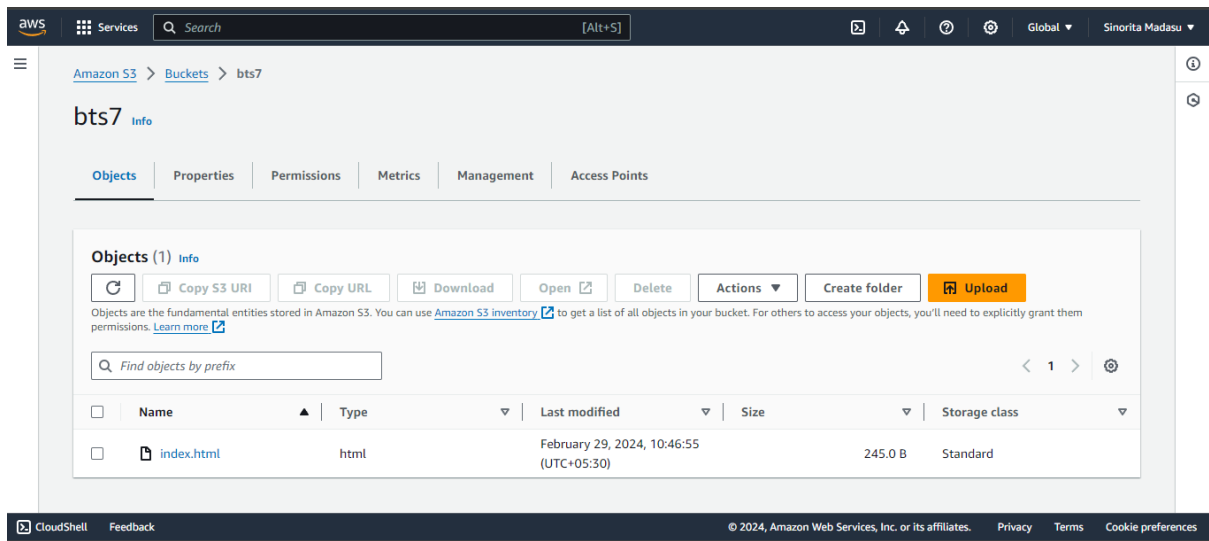 aws Services Search [Alt+S] Global ▼ Sinorita Madasu ▼
Amazon S3 > Buckets > bts7
bts7 Info
Objects Properties Permissions Metrics Management Access Points
Objects (1) Info
Copy S3 URI Copy URL Download Open Delete Actions ▼ Create folder Upload
Objects are the fundamental entities stored in Amazon S3. You can use Amazon S3 inventory to get a list of all objects in your bucket. For others to access your objects, you'll need to explicitly grant them
permissions. Learn more
Find objects by prefix < 1 >
Name Type Last modified Size Storage class
index.html html February 29, 2024, 10:46:55 245.0 B Standard
(UTC+05:30)
CloudShell Feedback © 2024, Amazon Web Services, Inc. or its affiliates. Privacy Terms Cookie preferences